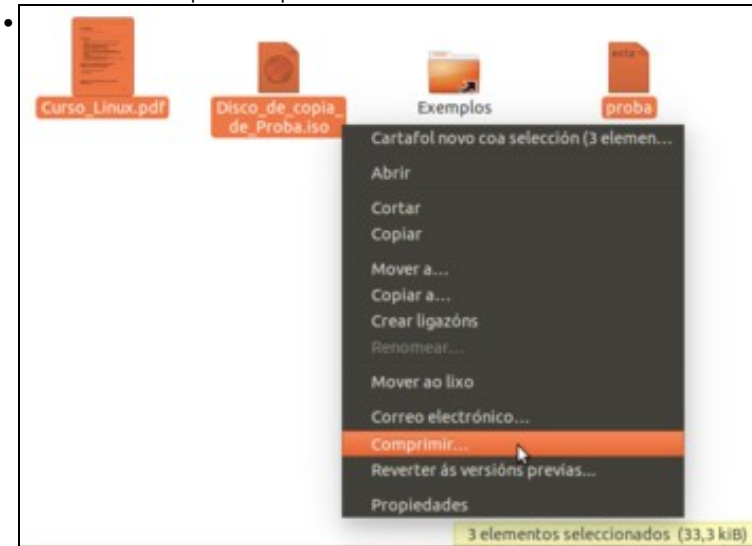 Curso_Linux.pdf
Disco_de_copia_
de_Proba.iso
Exemplos
proba
Cartafol novo coa selección (3 elemen...
Abrir
Cortar
Copiar
Mover a...
Copiar a...
Crear ligazóns
Renomear...
Mover ao lixo
Correo electrónico...
Comprimir...
Reverter ás versións previas...
Propiedades
3 elementos seleccionados (33,3 kiB)